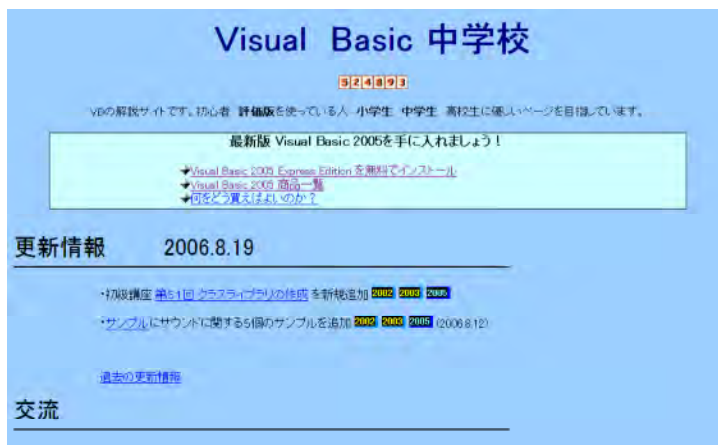 Visual Basic 中学校
524893
VBの解説サイトです。初心者 評価版を使っている人 小学生 中学生 高校生に優しいページを目指しています。
最新版 Visual Basic 2005を手に入れましょう！
Visual Basic 2005 Express Edition を無料でインストール
Visual Basic 2005 商品一覧
何をどう買えばよいのか？
更新情報 2006.8.19
・初級講座 第51回 クラスライブラリの作成 を新規追加 2002 2003 2005
・サンプルにサウンドに関する5個のサンプルを追加 2002 2003 2005 (2006.8.12)
過去の更新情報
交流